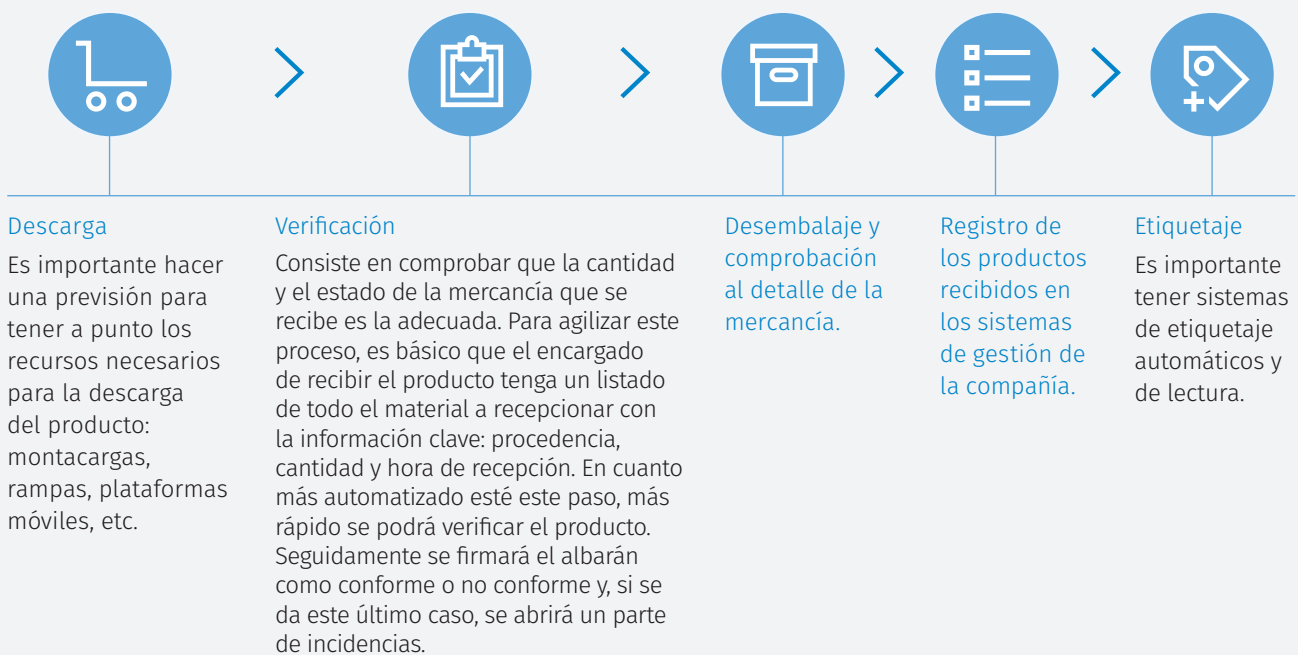 Descarga
Es importante hacer
una previsión para
tener a punto los
recursos necesarios
para la descarga
del producto:
montacargas,
rampas, plataformas
móviles, etc.
Verificación
Consiste en comprobar que la cantidad
y el estado de la mercancía que se
recibe es la adecuada. Para agilizar este
proceso, es básico que el encargado
de recibir el producto tenga un listado
de todo el material a recepcionar con
la información clave: procedencia,
cantidad y hora de recepción. En cuanto
más automatizado esté este paso, más
rápido se podrá verificar el producto.
Seguidamente se firmará el albarán
como conforme o no conforme y, si se
da este último caso, se abrirá un parte
de incidencias.
Desembalaje y
comprobación
al detalle de la
mercancía.
Registro de
los productos
recibidos en
los sistemas
de gestión de
la compañía.
Etiquetaje
Es importante
tener sistemas
de etiquetaje
automáticos y
de lectura.